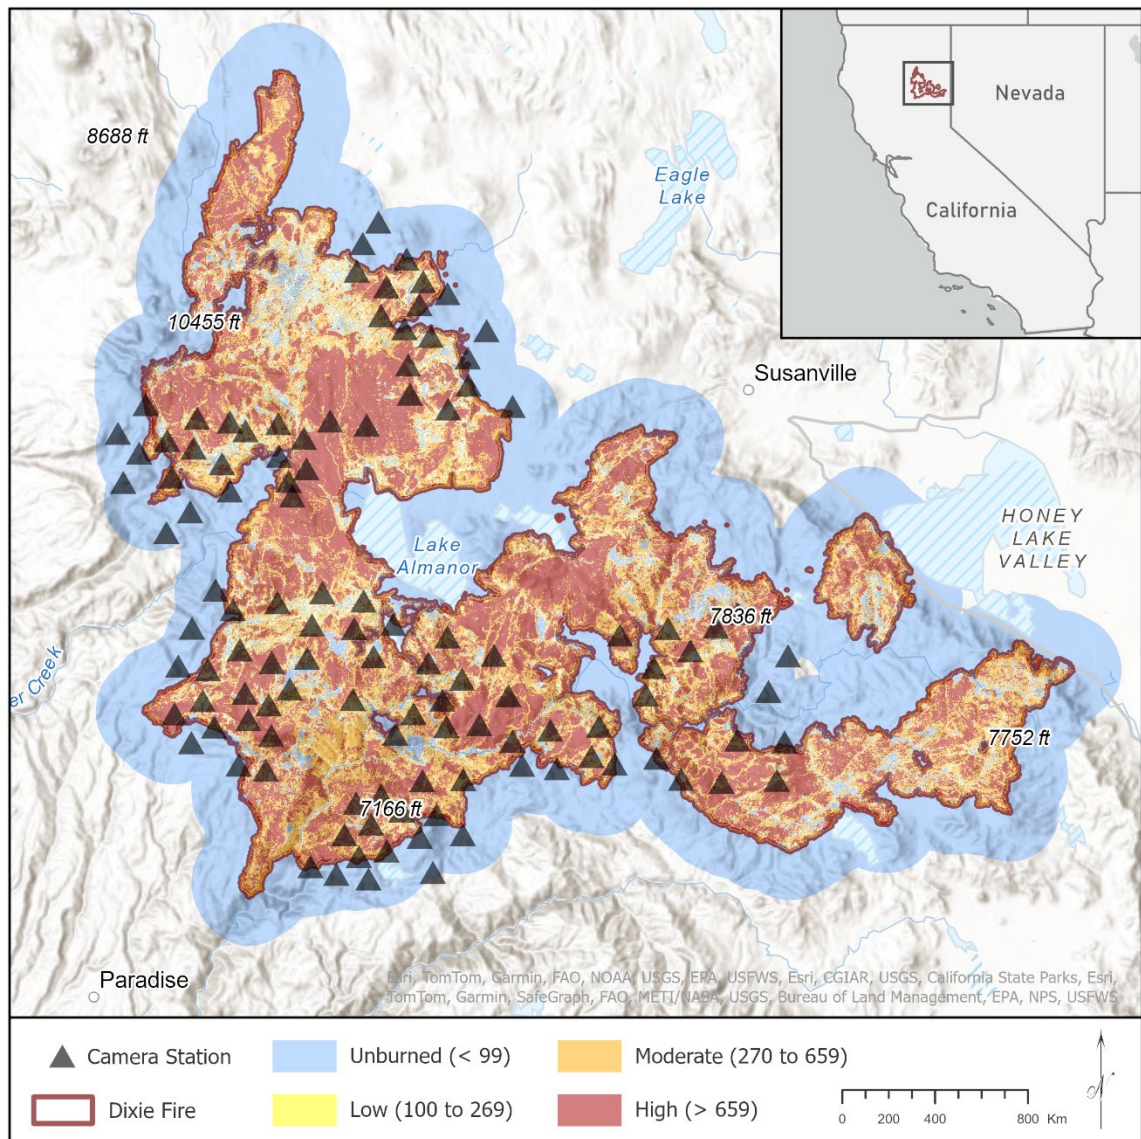 8688 ft
Eagle
Lake
Nevada
California
10455 ft
Susanville
HONEY
LAKE
VALLEY
Lake
Almanor
7836 ft
er Creek
7752 ft
7166 ft
Paradise
Esri, TomTom, Garmin, FAO, NOAA, USGS, EPA, USFWS, Esri, CGIAR, USGS, California State Parks, Esri,
TomTom, Garmin, SafeGraph, FAO, METI/NASA, USGS, Bureau of Land Management, EPA, NPS, USFWS
Camera Station
Unburned (< 99)
Moderate (270 to 659)
Dixie Fire
Low (100 to 269)
High (> 659)
0 200 400 800 Km
N